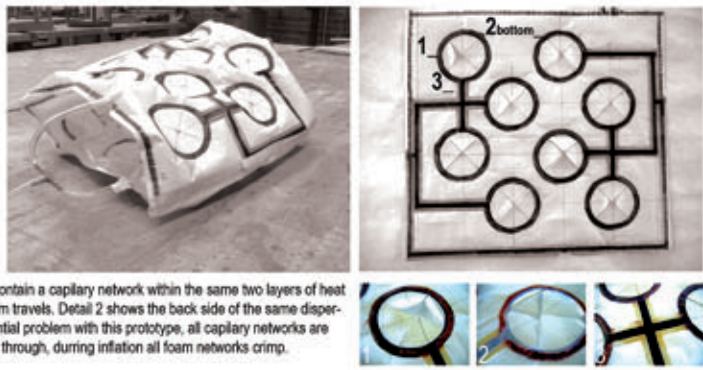 1
2bottom
3
ontain a capilary network within the same two layers of heat
m travels. Detail 2 shows the back side of the same disper-
ntial problem with this prototype, all capilary networks are
through, durring inflation all foam networks crimp.
1
2
3